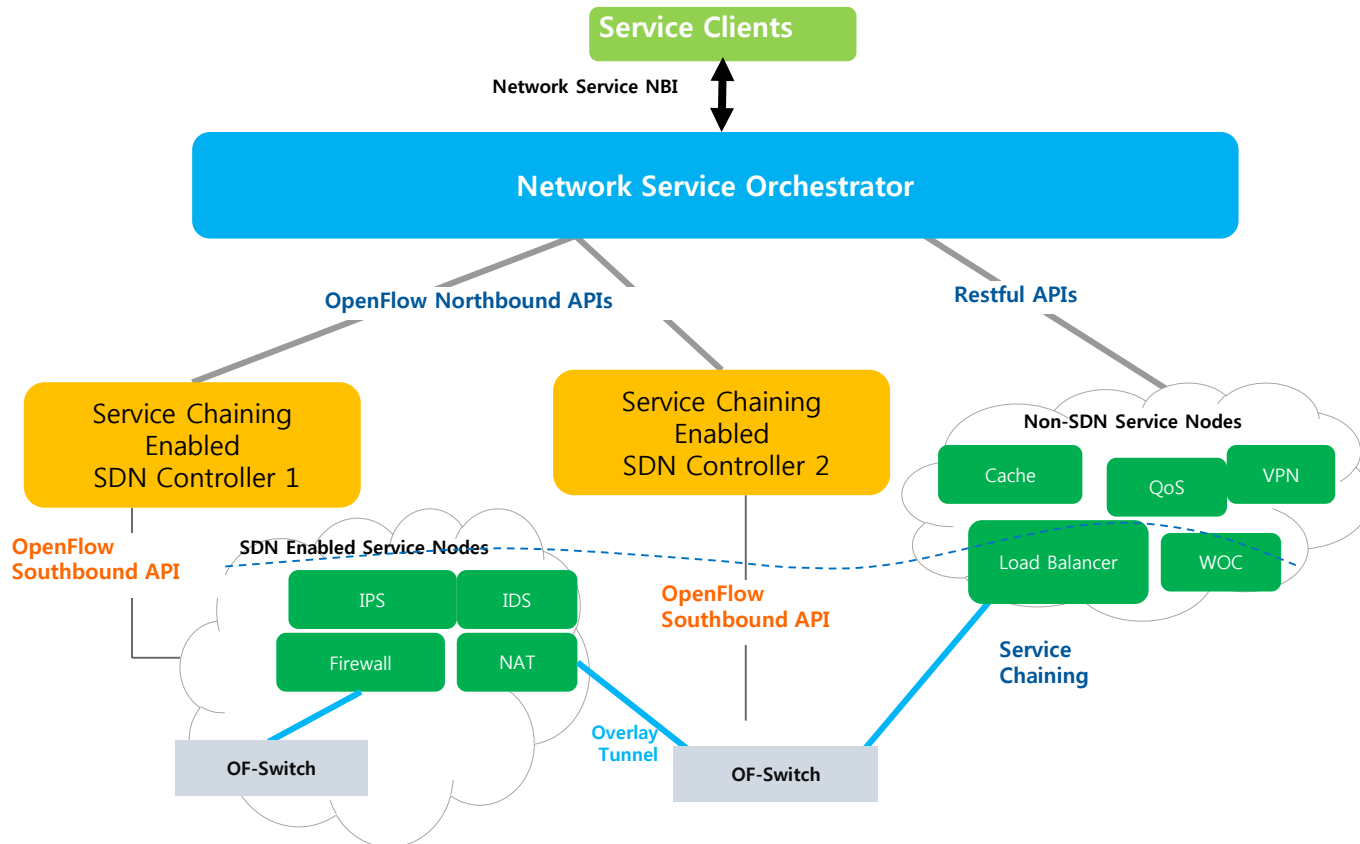 Service Clients
Network Service NBI
Network Service Orchestrator
OpenFlow Northbound APIs
Restful APIs
Service Chaining
Enabled
SDN Controller 1
Service Chaining
Enabled
SDN Controller 2
Non-SDN Service Nodes
Cache
QoS
VPN
Load Balancer
WOC
OpenFlow
Southbound API
SDN Enabled Service Nodes
IPS
IDS
Firewall
NAT
OpenFlow
Southbound API
Service
Chaining
Overlay
Tunnel
OF-Switch
OF-Switch